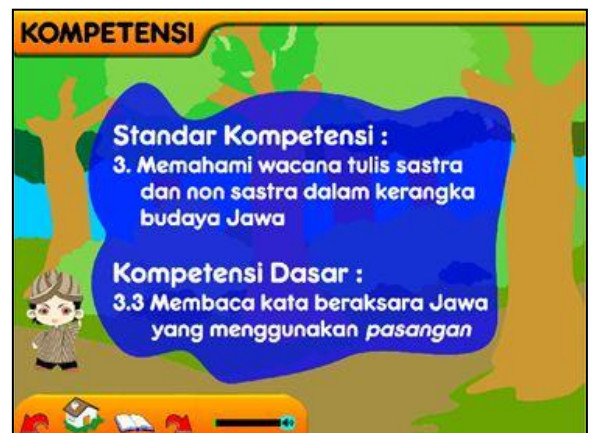 KOMPETENSI
Standar Kompetensi :
3. Memahami wacana tulis sastra
dan non sastra dalam kerangka
budaya Jawa
Kompetensi Dasar :
3.3 Membaca kata beraksara Jawa
yang menggunakan pasangan